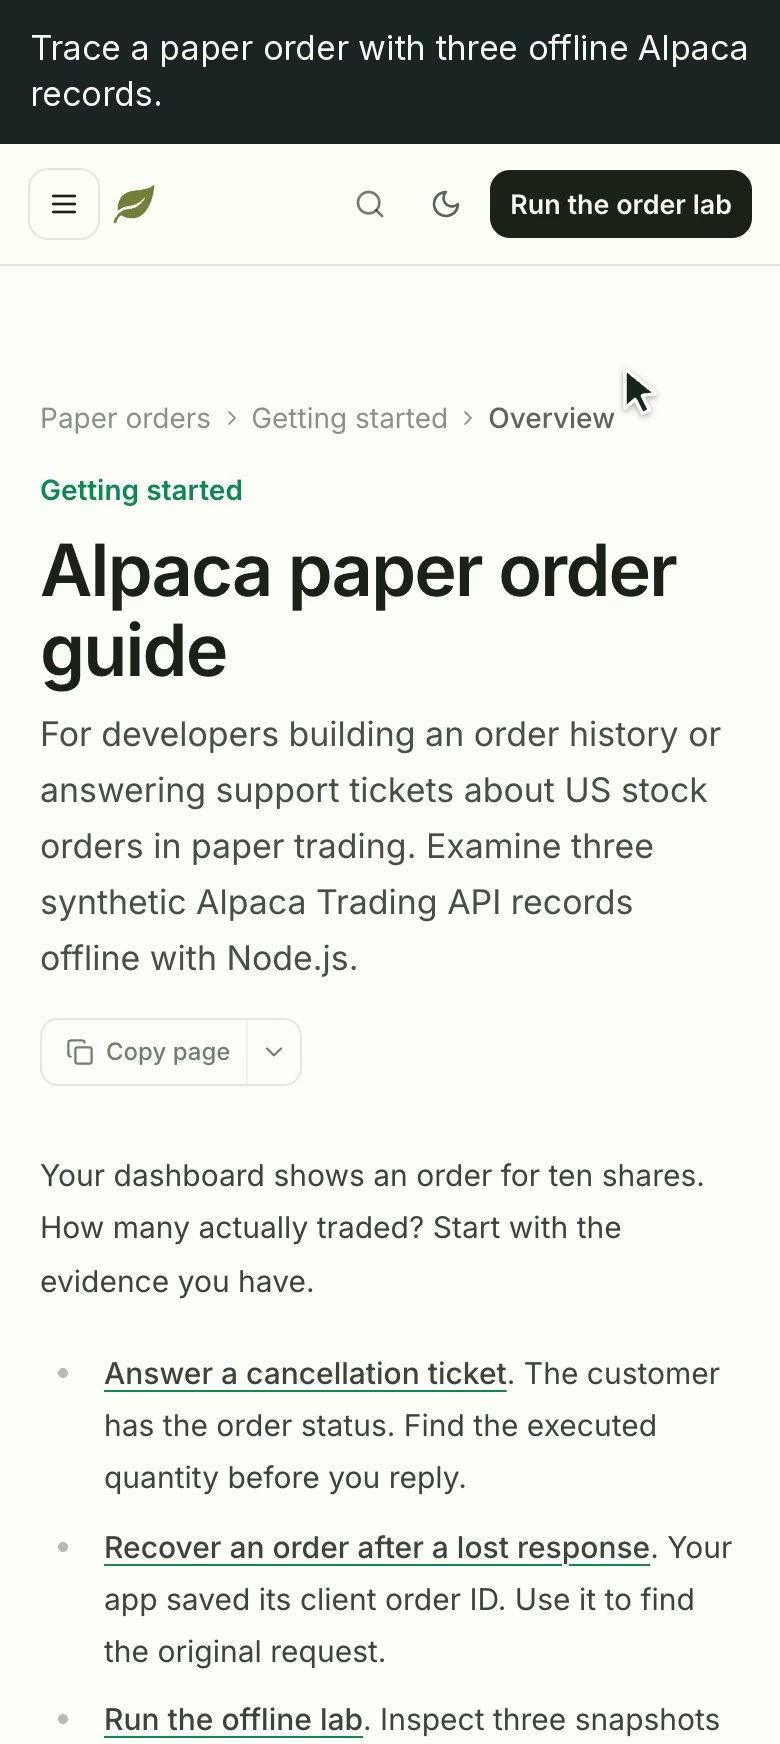 Trace a paper order with three offline Alpaca
records.
Run the order lab
Paper orders > Getting started > Overview
Getting started
Alpaca paper order
guide
For developers building an order history or
answering support tickets about US stock
orders in paper trading. Examine three
synthetic Alpaca Trading API records
offline with Node.js.
Copy page
Your dashboard shows an order for ten shares.
How many actually traded? Start with the
evidence you have.
Answer a cancellation ticket. The customer
has the order status. Find the executed
quantity before you reply.
Recover an order after a lost response. Your
app saved its client order ID. Use it to find
the original request.
Run the offline lab. Inspect three snapshots